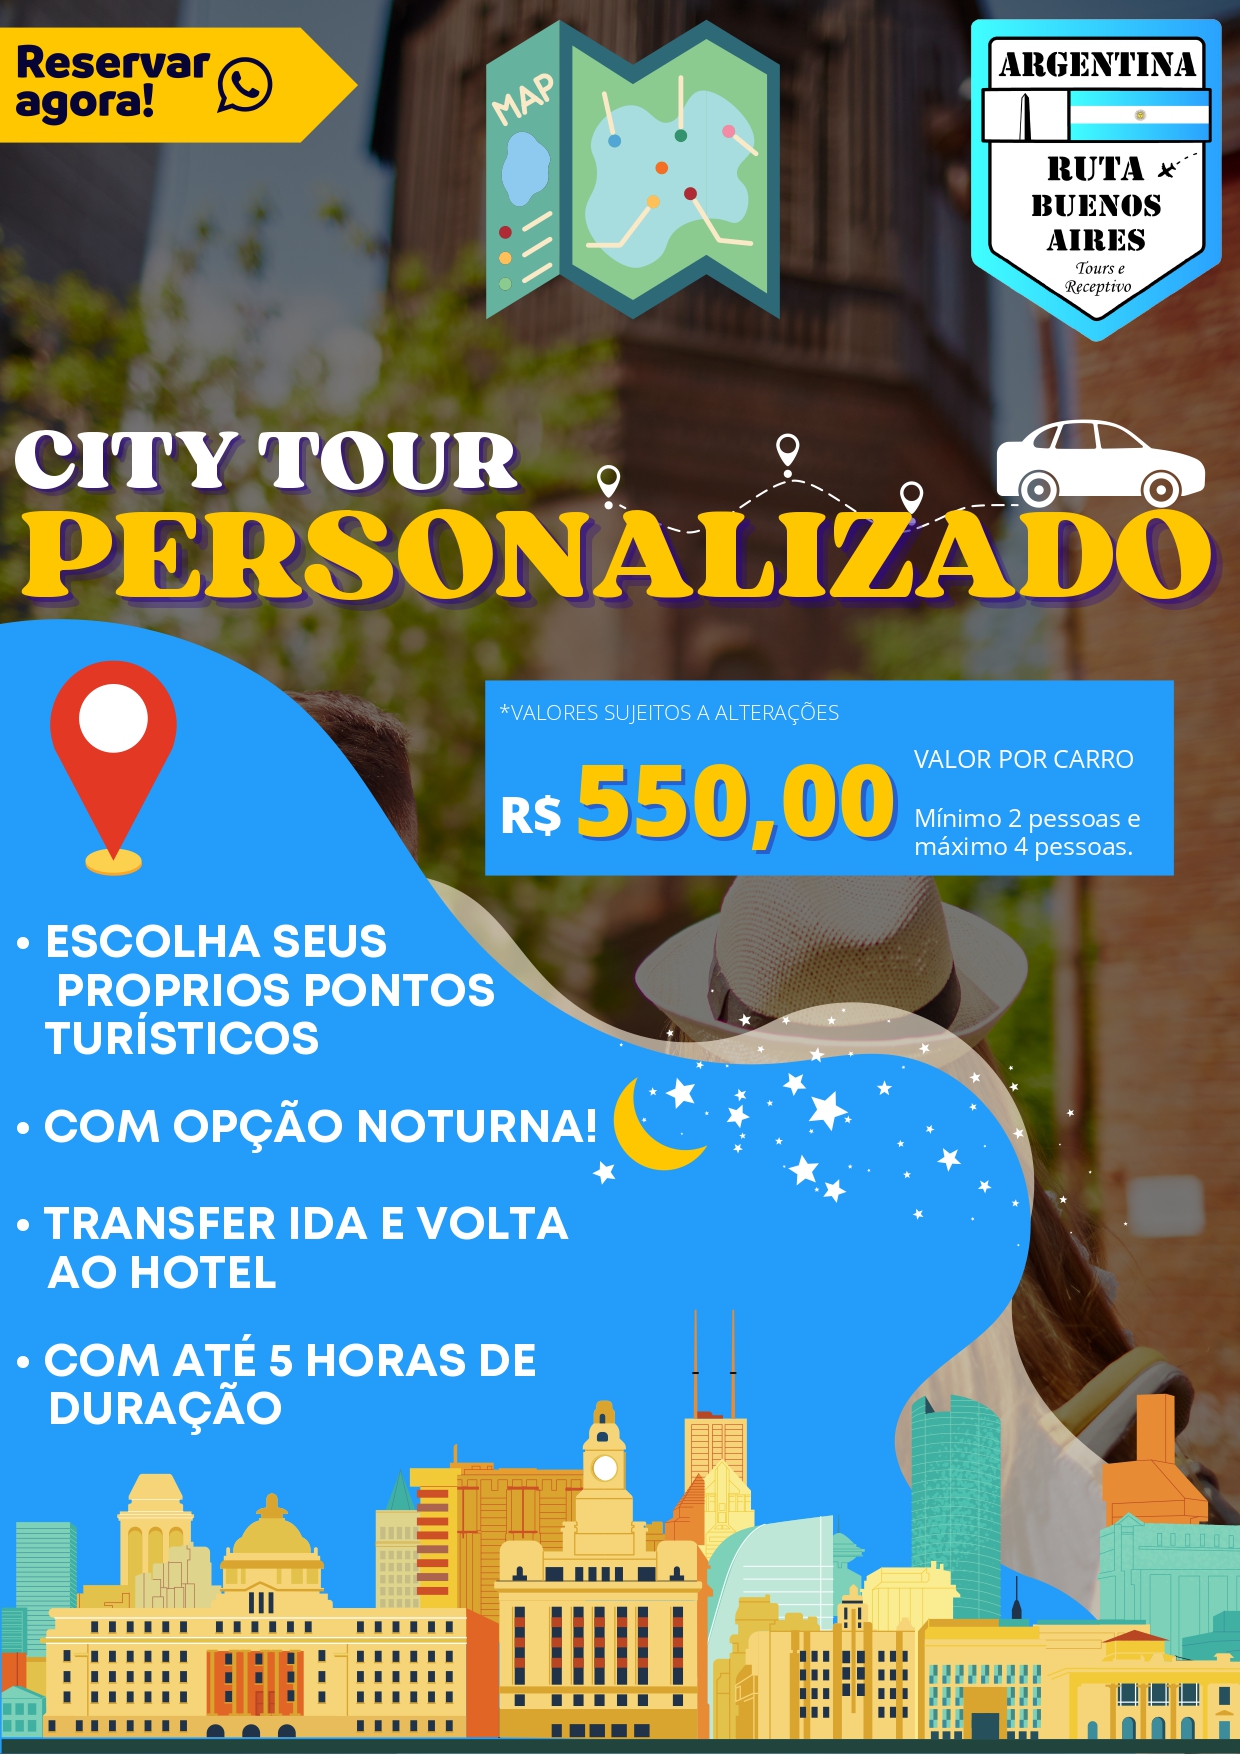 Reservar
agora!
MAP
ARGENTINA
RUTA
BUENOS
AIRES
Tours e
Receptivo
CITY TOUR
PERSONALIZADO
*VALORES SUJEITOS A ALTERAÇÕES
R$ 550,00
VALOR POR CARRO
Mínimo 2 pessoas e
máximo 4 pessoas.
• ESCOLHA SEUS
PROPRIOS PONTOS
TURÍSTICOS
• COM OPÇÃO NOTURNA!
• TRANSFER IDA E VOLTA
AO HOTEL
• COM ATÉ 5 HORAS DE
DURAÇÃO